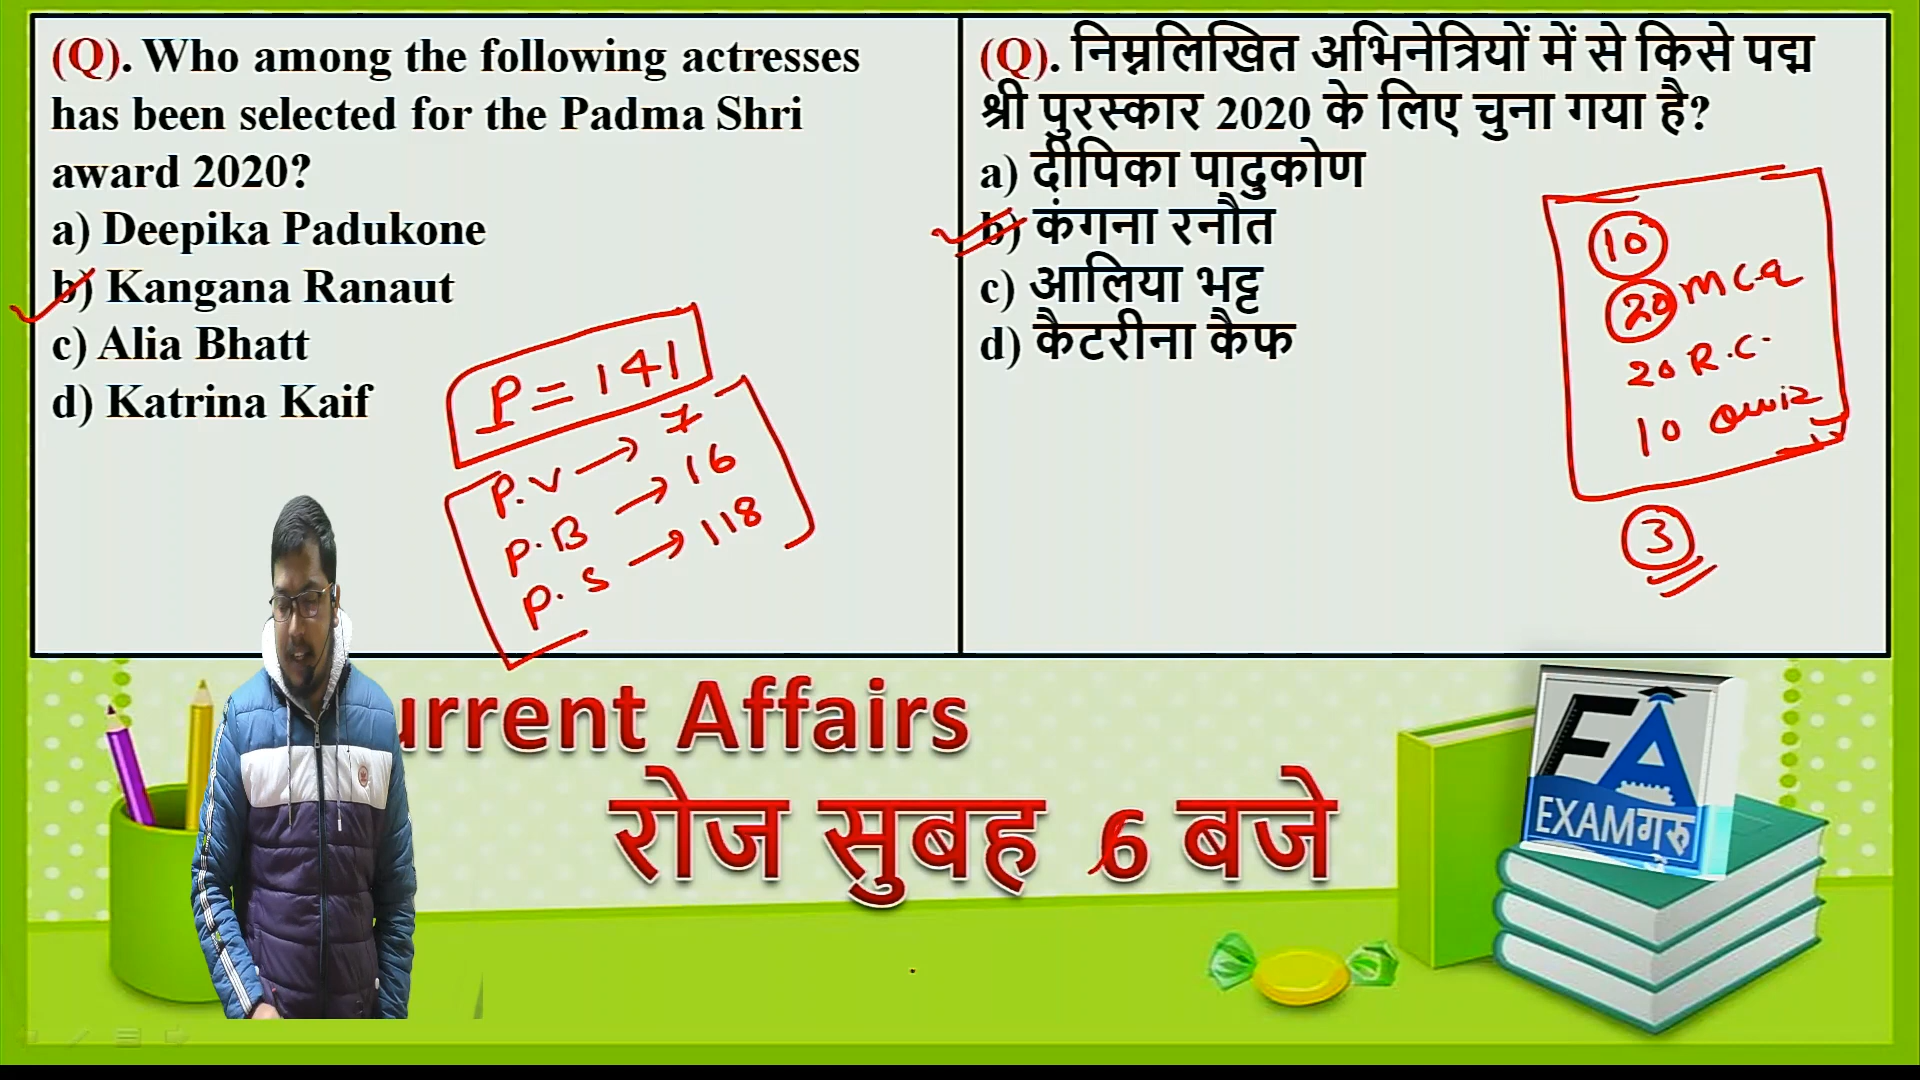 (Q). Who among the following actresses
has been selected for the Padma Shri
award 2020?
a) Deepika Padukone
b) Kangana Ranaut
c) Alia Bhatt
d) Katrina Kaif
P = 141
P.V → 7
P.B → 16
P.S → 118
(Q). निम्नलिखित अभिनेत्रियों में से किसे पद्म
श्री पुरस्कार 2020 के लिए चुना गया है?
a) दीपिका पादुकोण
b) कंगना रनौत
c) आलिया भट्ट
d) कैटरीना कैफ
10
20 MCQ
20 R.C.
10 Quiz
3
urrent Affairs
रोज सुबह 6 बजे
FA
EXAMगुरु